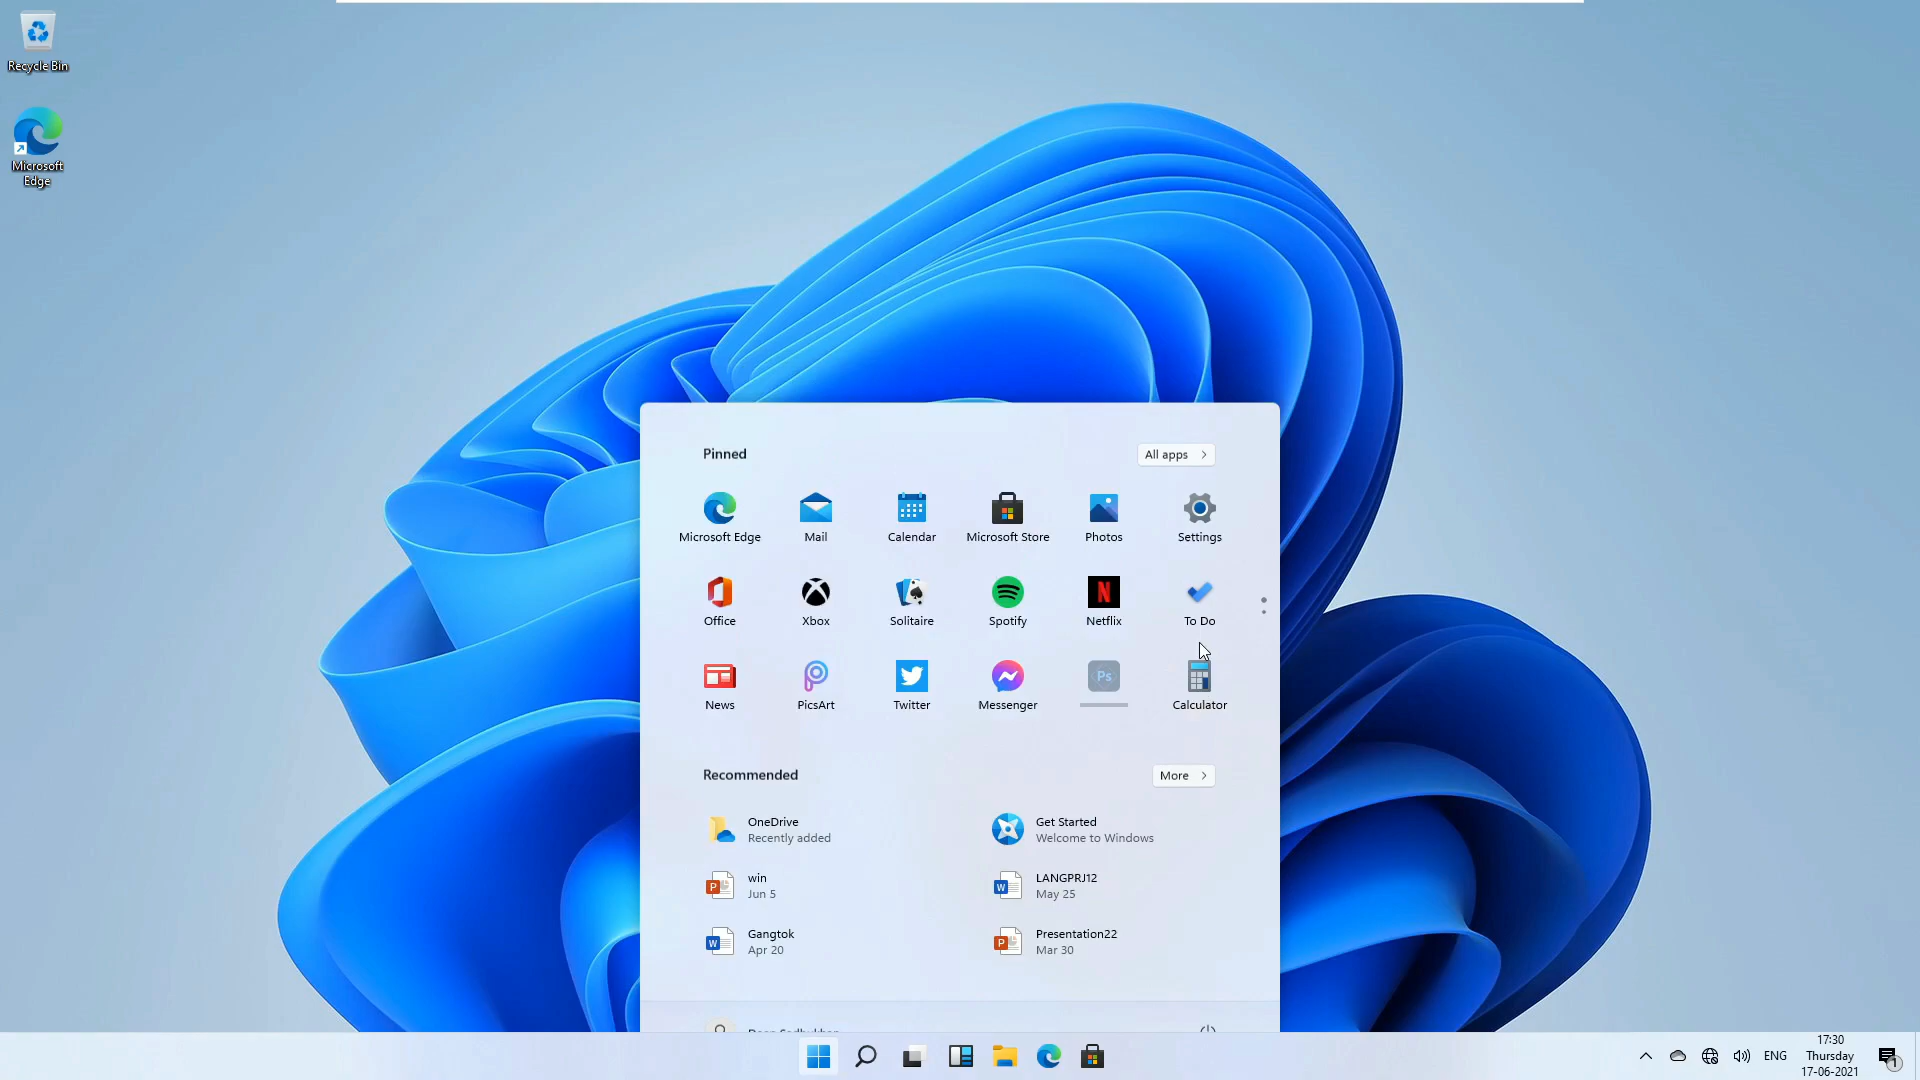 Recycle Bin
Microsoft
Edge
Pinned
All apps
Microsoft Edge
Mail
Calendar
Microsoft Store
Photos
Settings
Office
Xbox
Solitaire
Spotify
Netflix
To Do
News
PicsArt
Twitter
Messenger
Ps
Calculator
Recommended
More
OneDrive
Recently added
Get Started
Welcome to Windows
win
Jun 5
LANGPRJ12
May 25
Gangtok
Apr 20
Presentation22
Mar 30
ENG
17:30
Thursday
17-06-2021
1